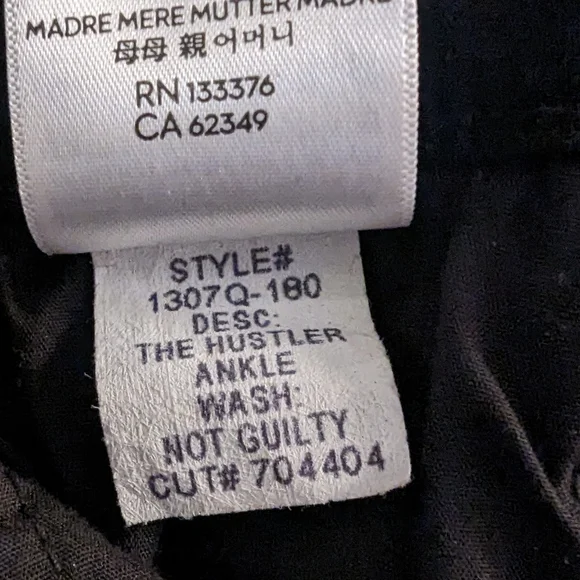 MADRE MERE MUTTER MADRE
母母 親 어머니
RN 133376
CA 62349
STYLE#
1307Q-180
DESC:
THE HUSTLER
ANKLE
WASH:
NOT GUILTY
CUT# 704404